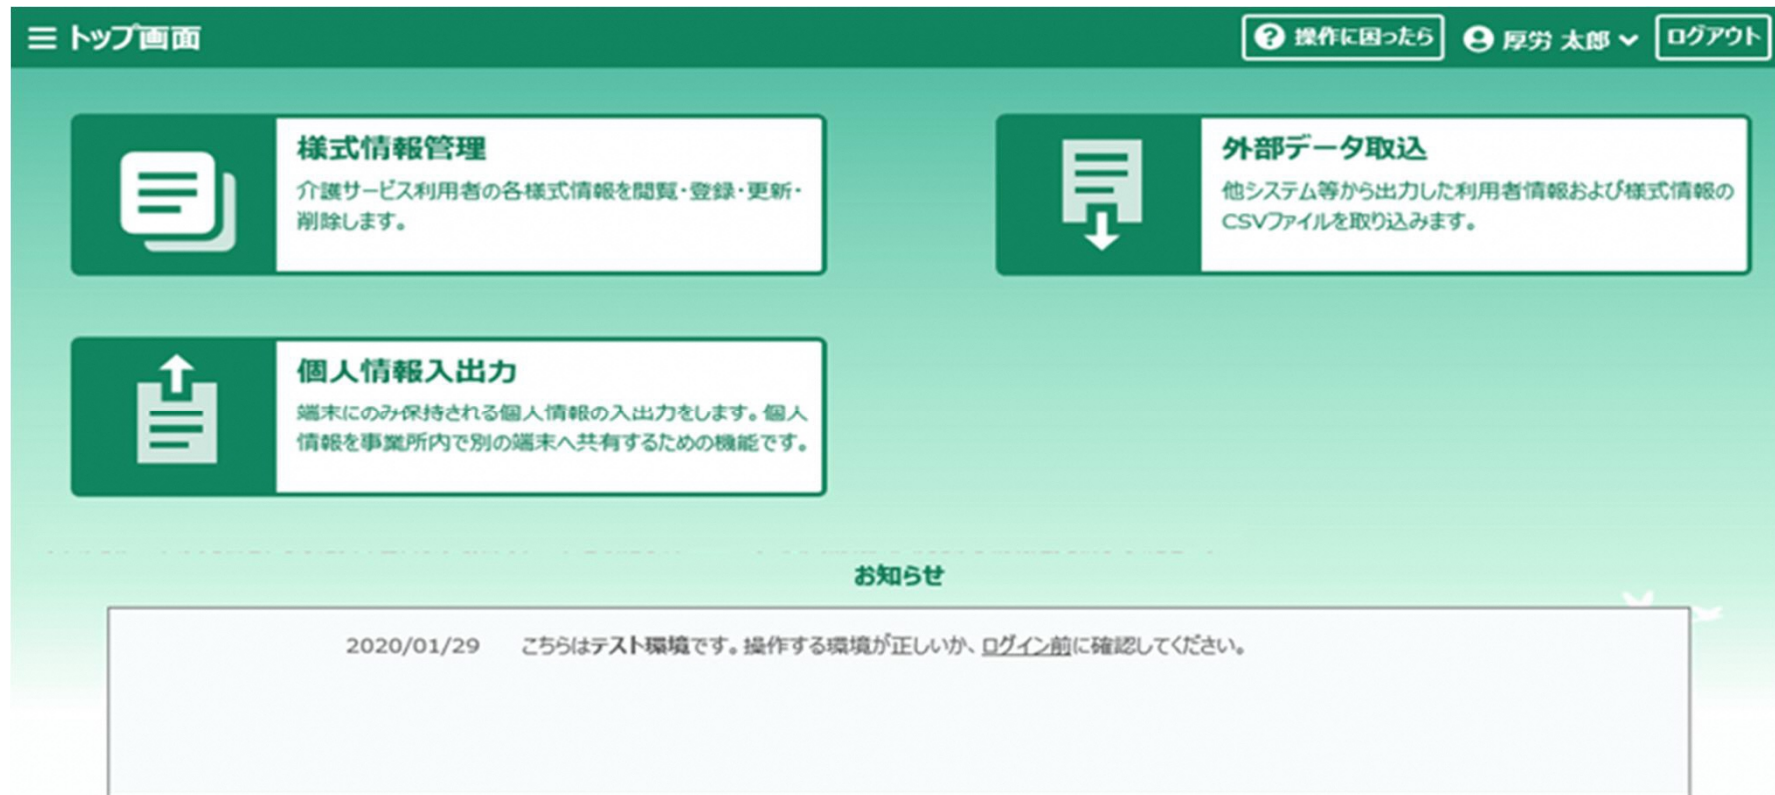 トップ画面
操作に困ったら
厚労 太郎
ログアウト
様式情報管理
介護サービス利用者の各様式情報を閲覧・登録・更新・
削除します。
外部データ取込
他システム等から出力した利用者情報および様式情報の
CSVファイルを取り込みます。
個人情報入出力
端末にのみ保持される個人情報の入出力をします。個人
情報を事業所内で別の端末へ共有するための機能です。
お知らせ
2020/01/29 こちらはテスト環境です。操作する環境が正しいか、ログイン前に確認してください。